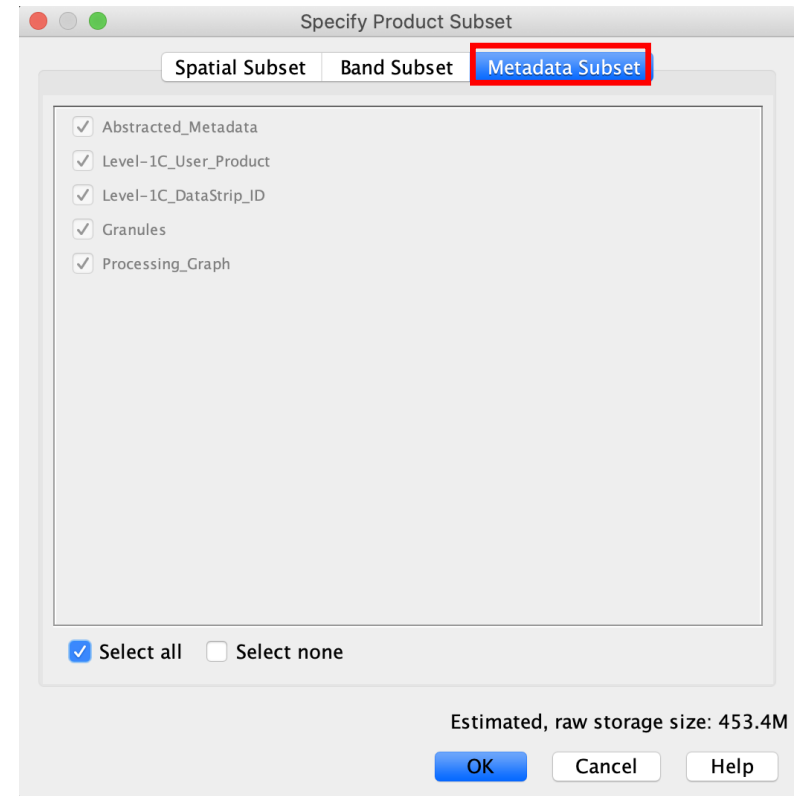 Specify Product Subset
Spatial Subset Band Subset Metadata Subset
Abstracted_Metadata
Level-1C_User_Product
Level-1C_DataStrip_ID
Granules
Processing_Graph
Select all Select none
Estimated, raw storage size: 453.4M
OK Cancel Help